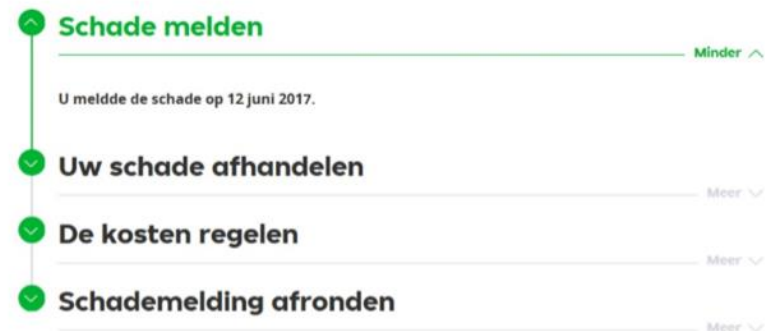 Schade melden
Minder
U meldde de schade op 12 juni 2017.
Uw schade afhandelen
Meer
De kosten regelen
Meer
Schademelding afronden
Meer